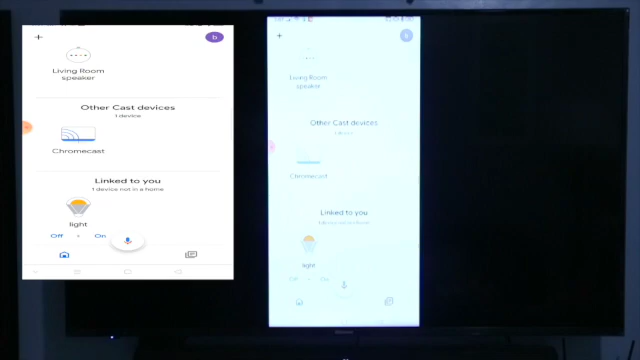 b
Living Room
speaker
Other Cast devices
1 device
Chromecast
Linked to you
1 device not in a home
light
Off
On
Living Room
speaker
Other Cast devices
Chromecast
Linked to you
light
Off
On